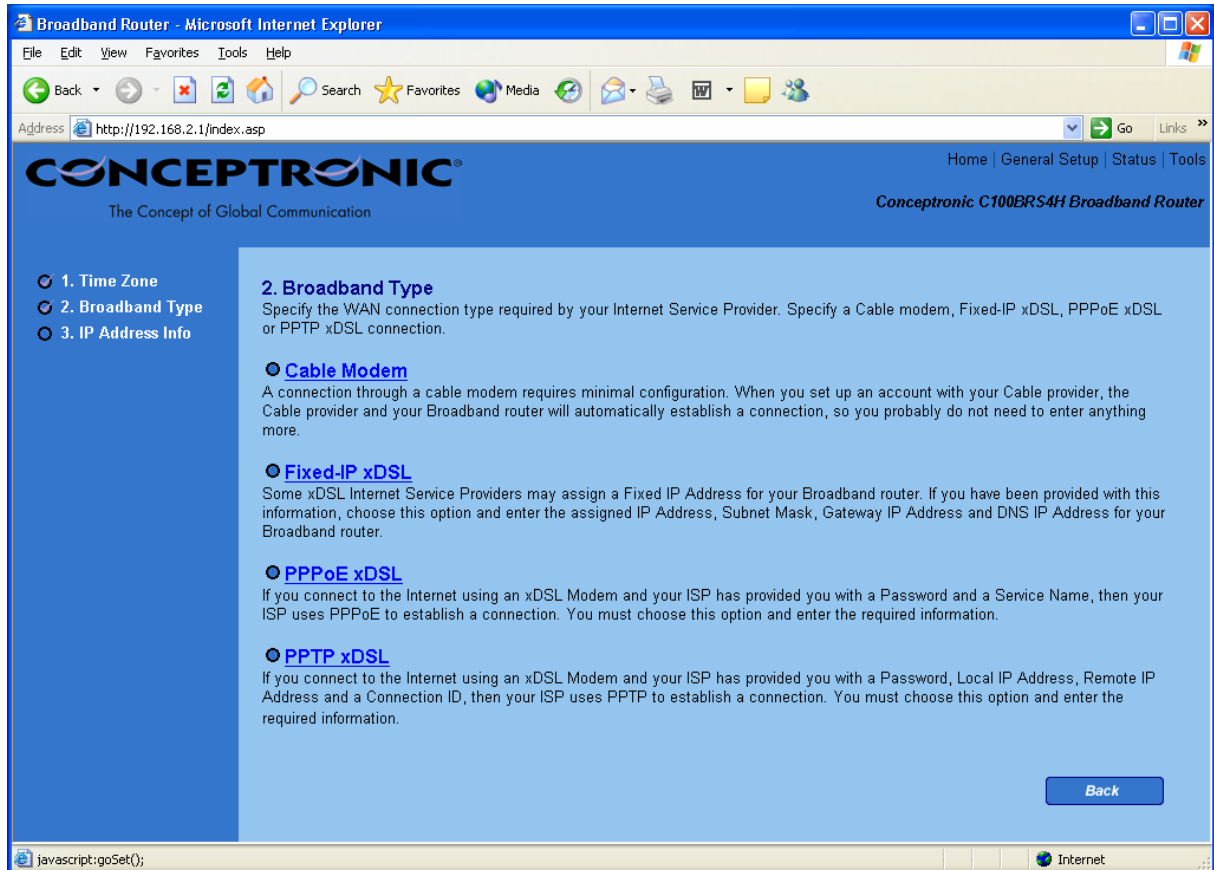 Broadband Router - Microsoft Internet Explorer
File Edit View Favorites Tools Help
Back Search Favorites Media
Address http://192.168.2.1/index.asp Go Links »
CONCEPTRONIC®
The Concept of Global Communication
Home | General Setup | Status | Tools
Conceptronic C100BRS4H Broadband Router
1. Time Zone
2. Broadband Type
3. IP Address Info
2. Broadband Type
Specify the WAN connection type required by your Internet Service Provider. Specify a Cable modem, Fixed-IP xDSL, PPPoE xDSL
or PPTP xDSL connection.
Cable Modem
A connection through a cable modem requires minimal configuration. When you set up an account with your Cable provider, the
Cable provider and your Broadband router will automatically establish a connection, so you probably do not need to enter anything
more.
Fixed-IP xDSL
Some xDSL Internet Service Providers may assign a Fixed IP Address for your Broadband router. If you have been provided with this
information, choose this option and enter the assigned IP Address, Subnet Mask, Gateway IP Address and DNS IP Address for your
Broadband router.
PPPoE xDSL
If you connect to the Internet using an xDSL Modem and your ISP has provided you with a Password and a Service Name, then your
ISP uses PPPoE to establish a connection. You must choose this option and enter the required information.
PPTP xDSL
If you connect to the Internet using an xDSL Modem and your ISP has provided you with a Password, Local IP Address, Remote IP
Address and a Connection ID, then your ISP uses PPTP to establish a connection. You must choose this option and enter the
required information.
Back
javascript:goSet();
Internet